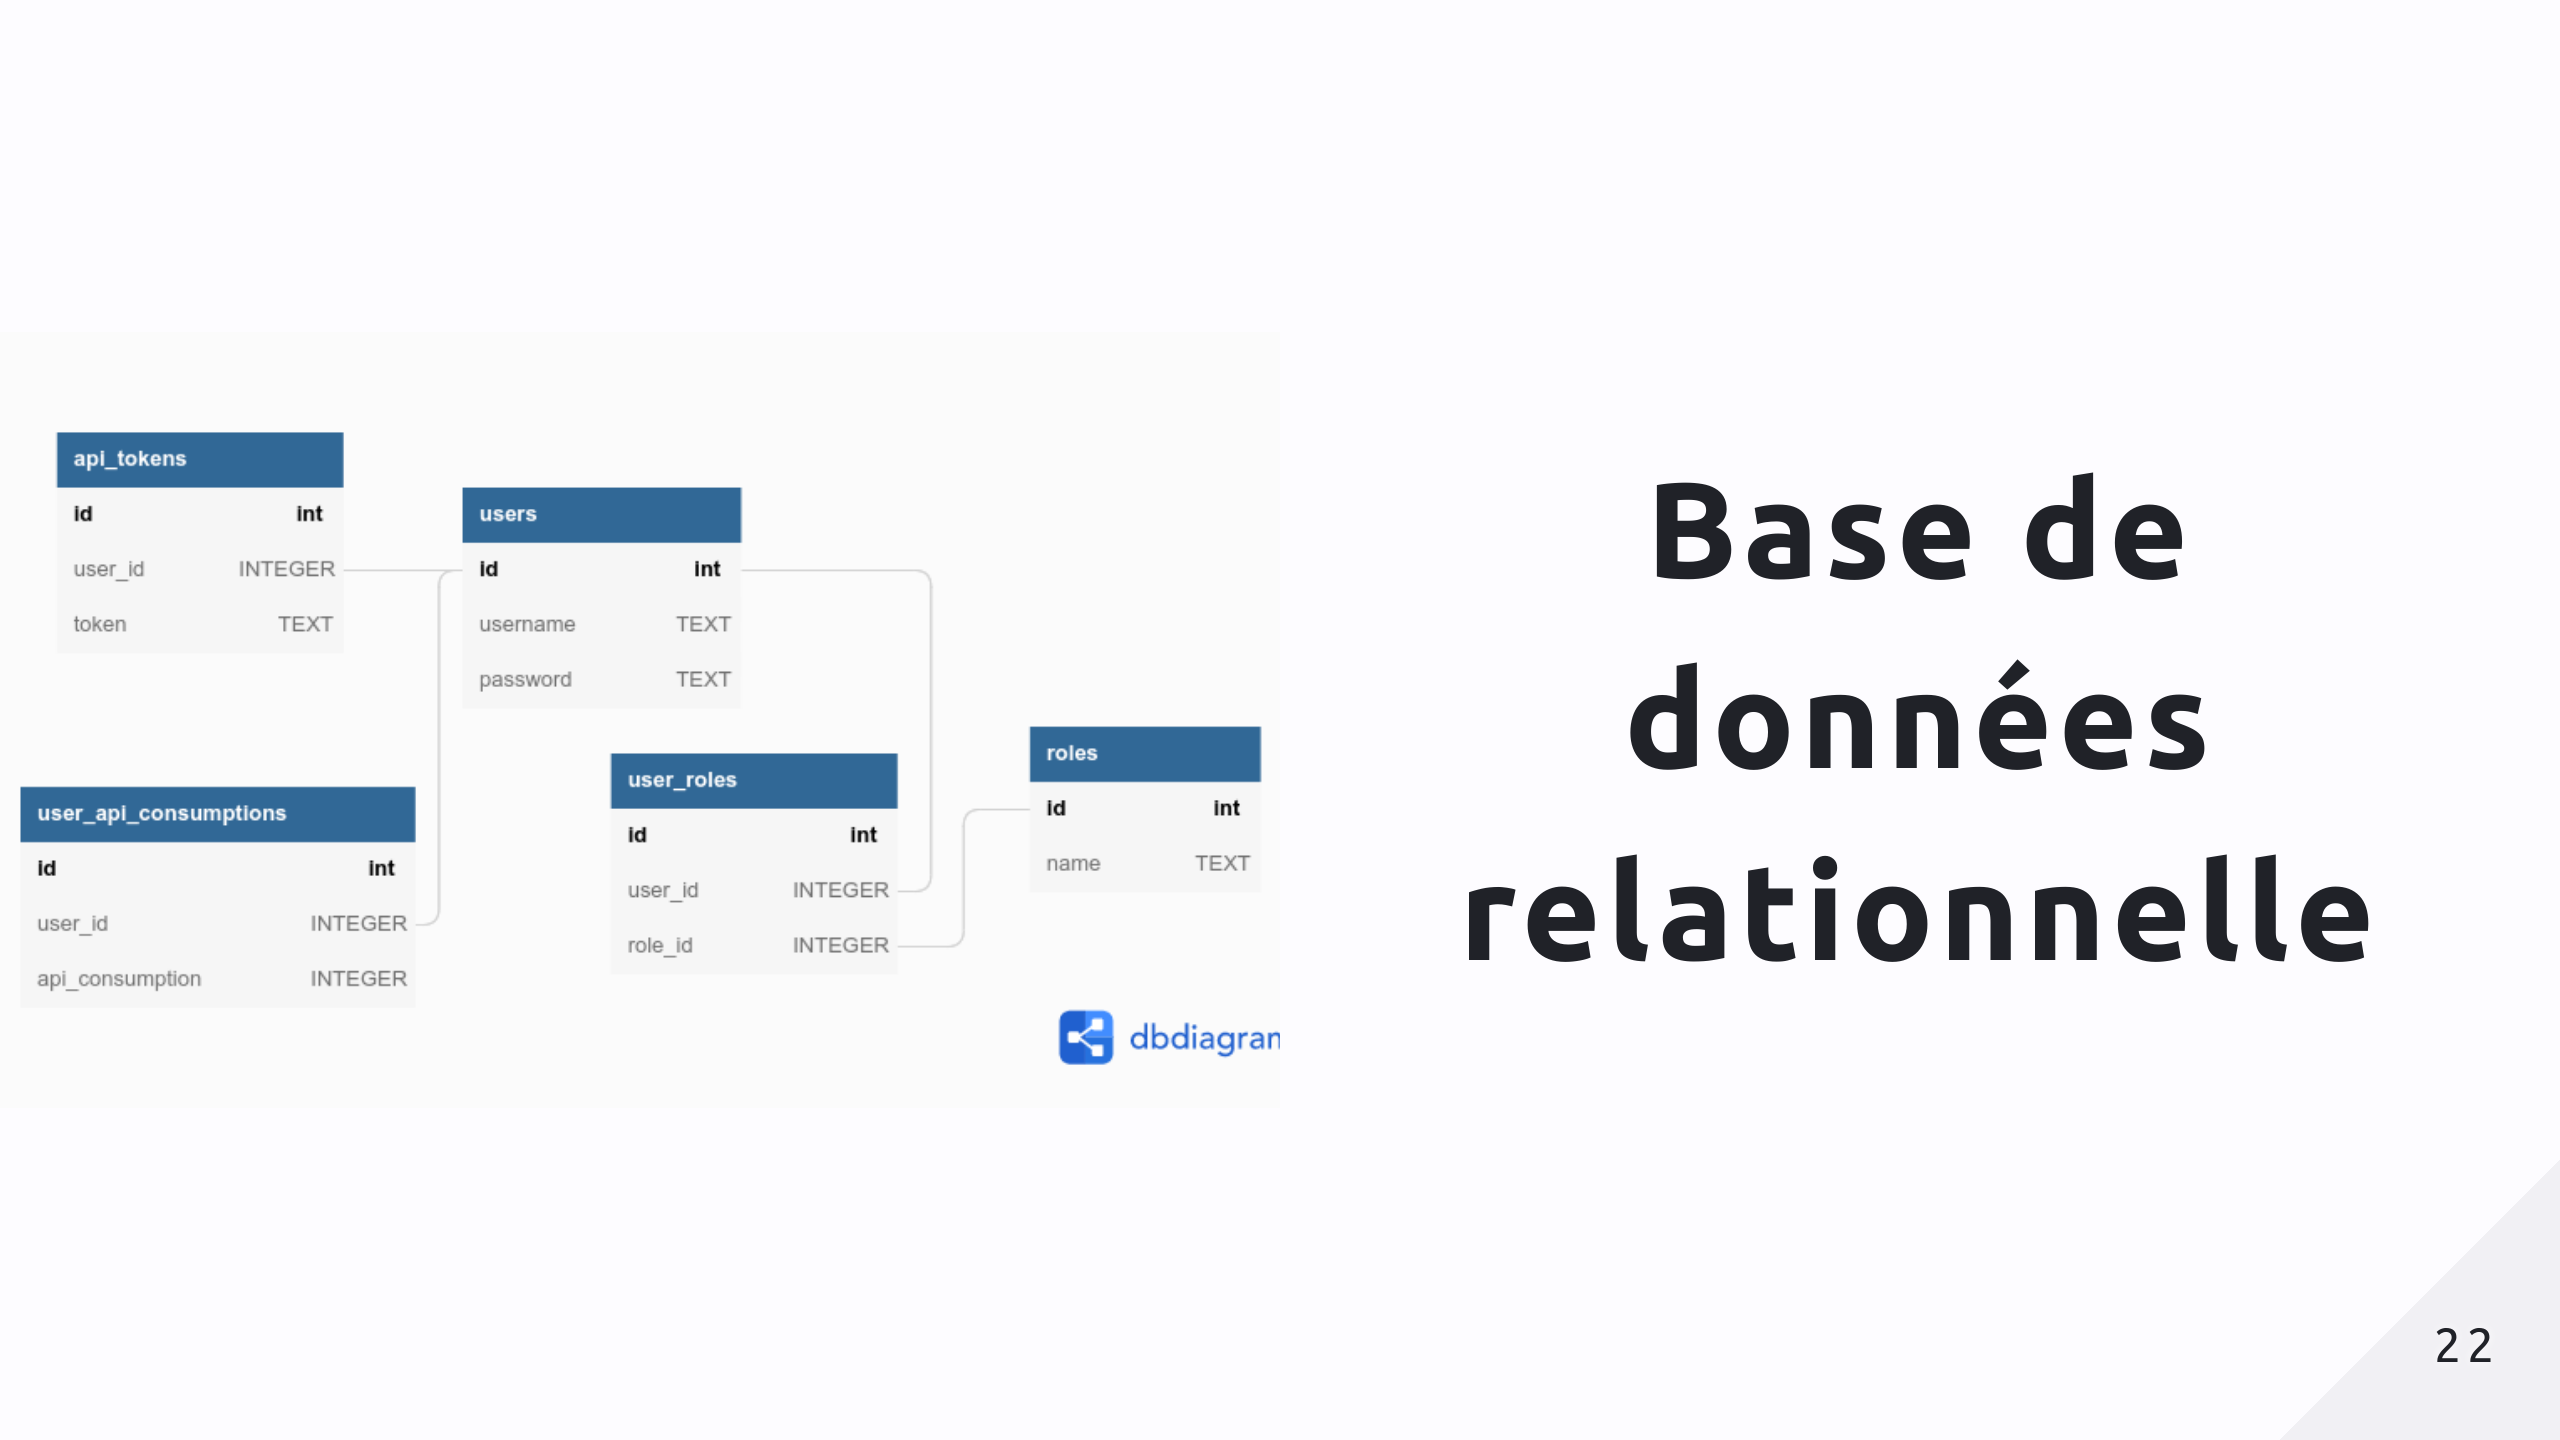 api_tokens
id int
user_id INTEGER
token TEXT
users
id int
username TEXT
password TEXT
user_api_consumptions
id int
user_id INTEGER
api_consumption INTEGER
user_roles
id int
user_id INTEGER
role_id INTEGER
roles
id int
name TEXT
Base de
données
relationnelle
22